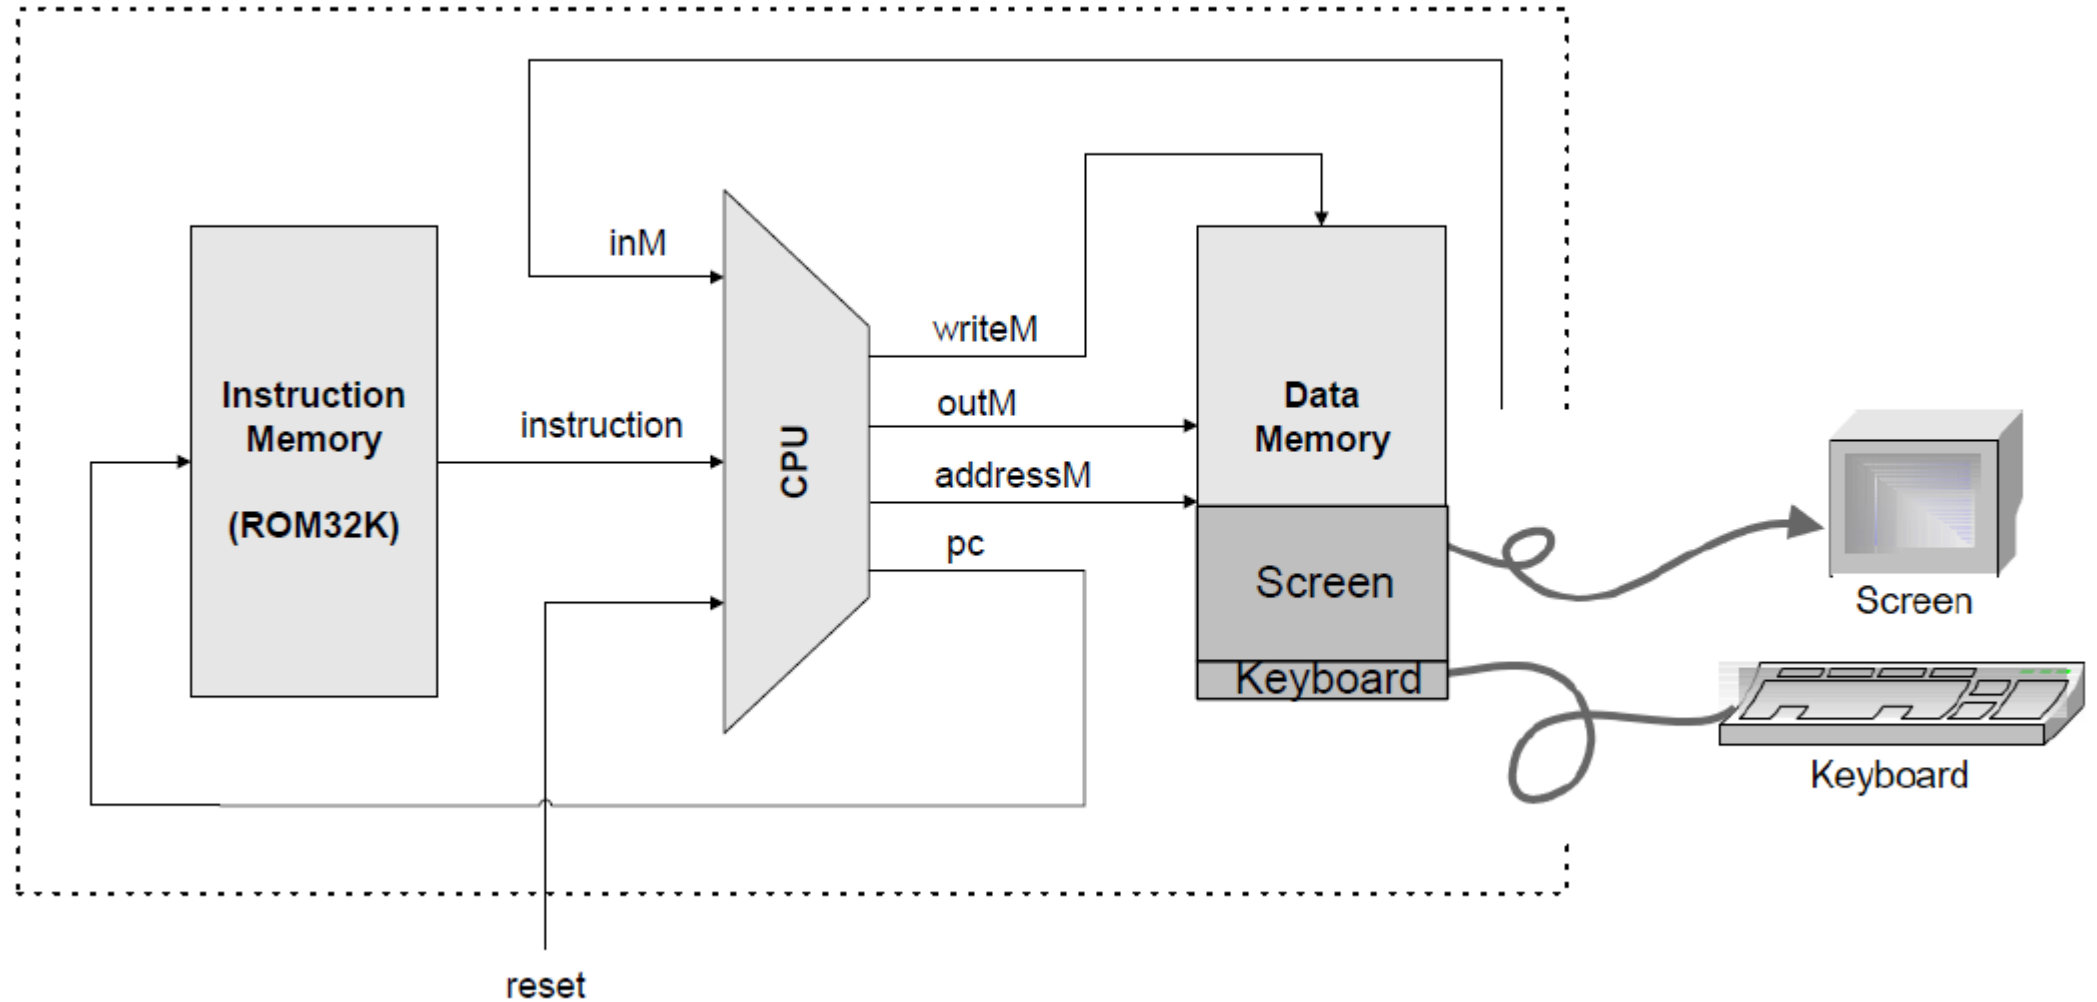 inM
writeM
Instruction
Memory
(ROM32K)
instruction
CPU
outM
addressM
pc
Data
Memory
Screen
Keyboard
Screen
Keyboard
reset